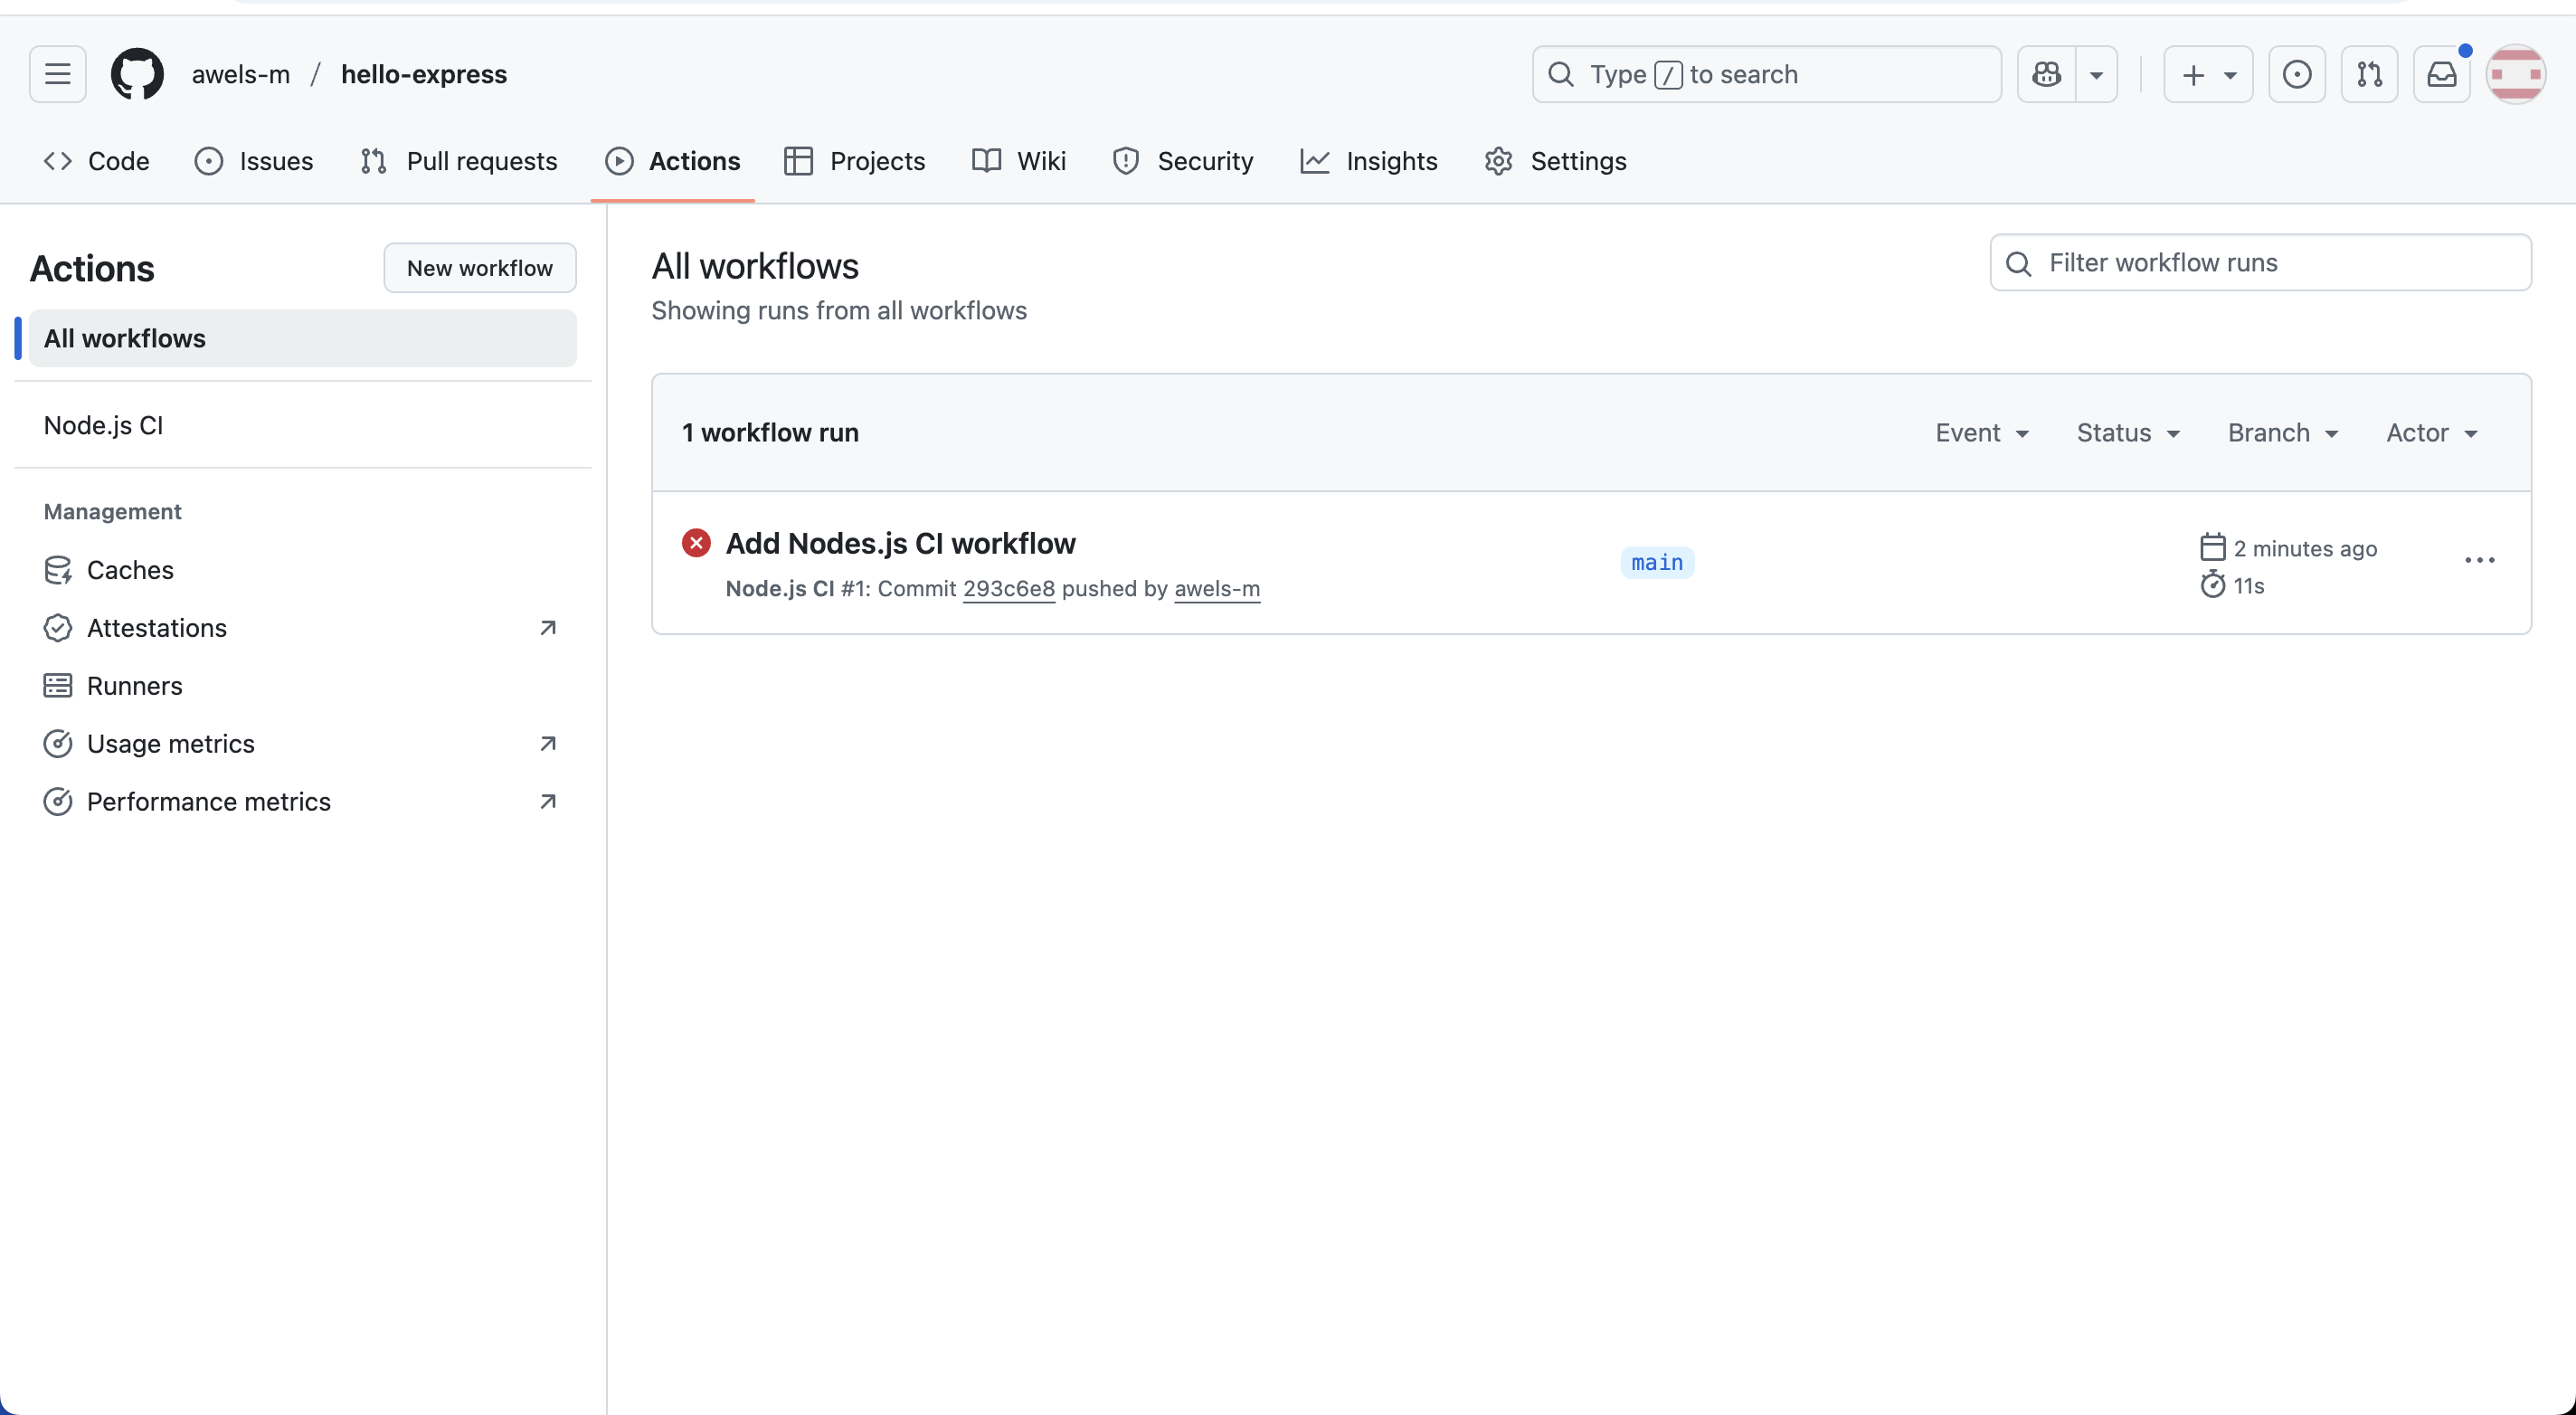 awels-m / hello-express
Type / to search
Code Issues Pull requests Actions Projects Wiki Security Insights Settings
Actions
New workflow
All workflows
Node.js CI
Management
Caches
Attestations
Runners
Usage metrics
Performance metrics
All workflows
Showing runs from all workflows
Filter workflow runs
1 workflow run
Event Status Branch Actor
Add Nodes.js CI workflow
Node.js CI #1: Commit 293c6e8 pushed by awels-m
main
2 minutes ago
11s